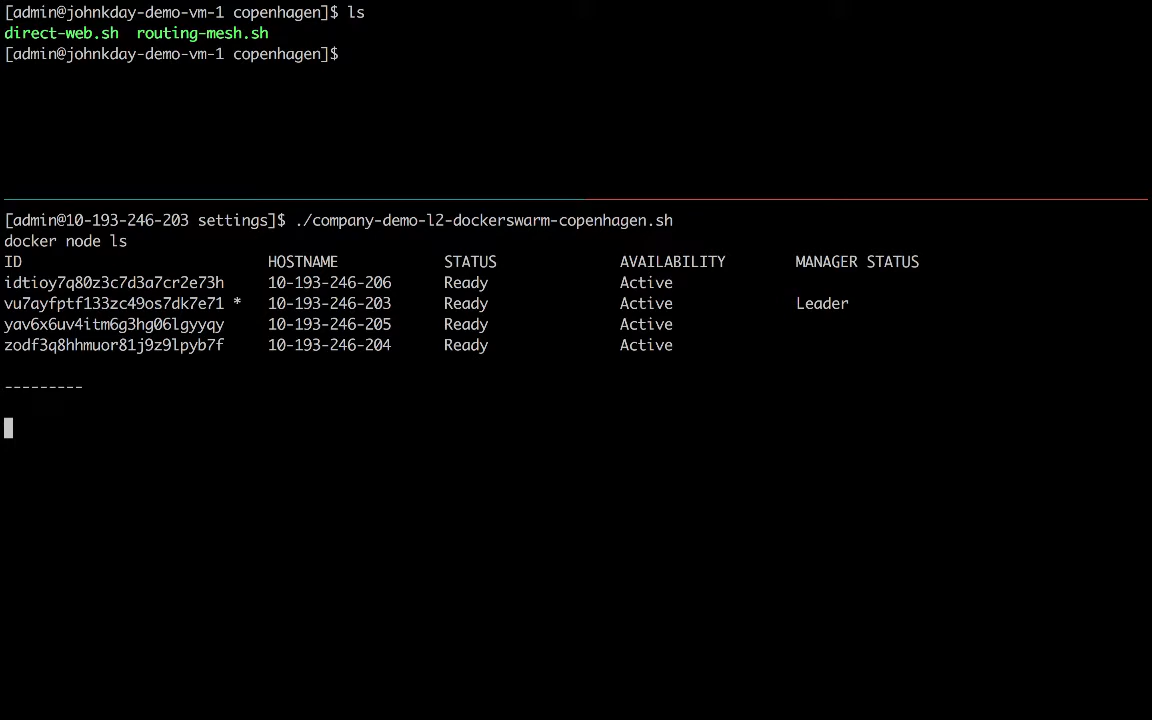 [admin@johnkday-demo-vm-1 copenhagen]$ ls
direct-web.sh  routing-mesh.sh
[admin@johnkday-demo-vm-1 copenhagen]$
[admin@10-193-246-203 settings]$ ./company-demo-l2-dockerswarm-copenhagen.sh
docker node ls
ID                           HOSTNAME            STATUS              AVAILABILITY        MANAGER STATUS
idtioy7q80z3c7d3a7cr2e73h    10-193-246-206      Ready               Active
vu7ayfptf133zc49os7dk7e71 *  10-193-246-203      Ready               Active              Leader
yav6x6uv4itm6g3hg06lgyyqy    10-193-246-205      Ready               Active
zodf3q8hhmuor81j9z9lpyb7f    10-193-246-204      Ready               Active
---------